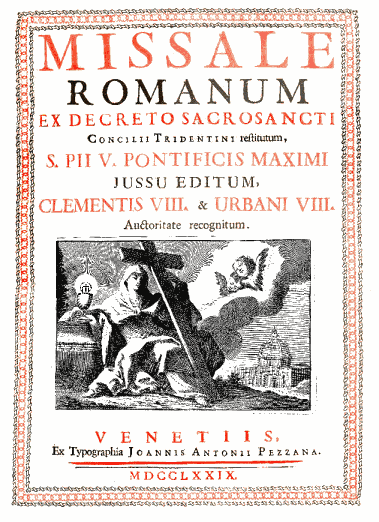 MISSALE
ROMANUM
EX DECRETO SACROSANCTI
CONCILII TRIDENTINI restitutum,
S. PII V. PONTIFICIS MAXIMI
JUSSU EDITUM,
CLEMENTIS VIII. & URBANI VIII.
Auctoritate recognitum.
VENETIIS,
Ex Typographia JOANNIS ANTONII PEZZANA.
MDCCLXXIX.